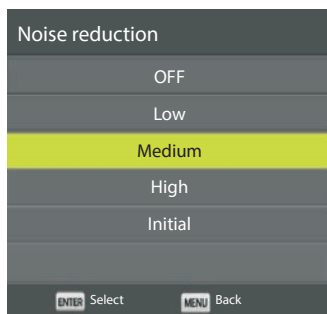 Noise reduction
OFF
Low
Medium
High
Initial
ENTER Select MENU Back